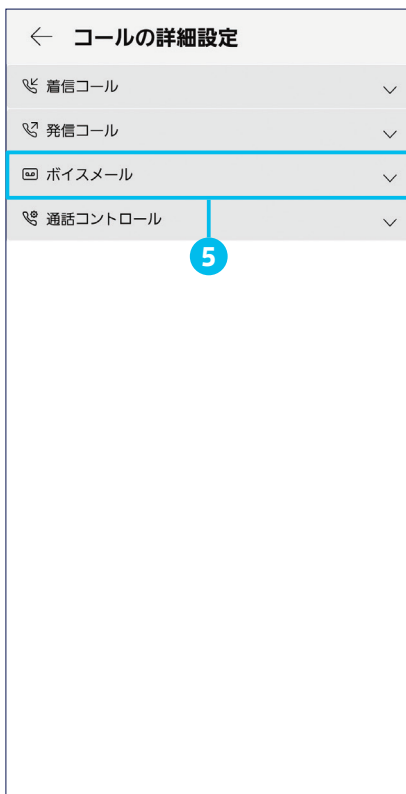 コールの詳細設定
着信コール
発信コール
ボイスメール
通話コントロール
5